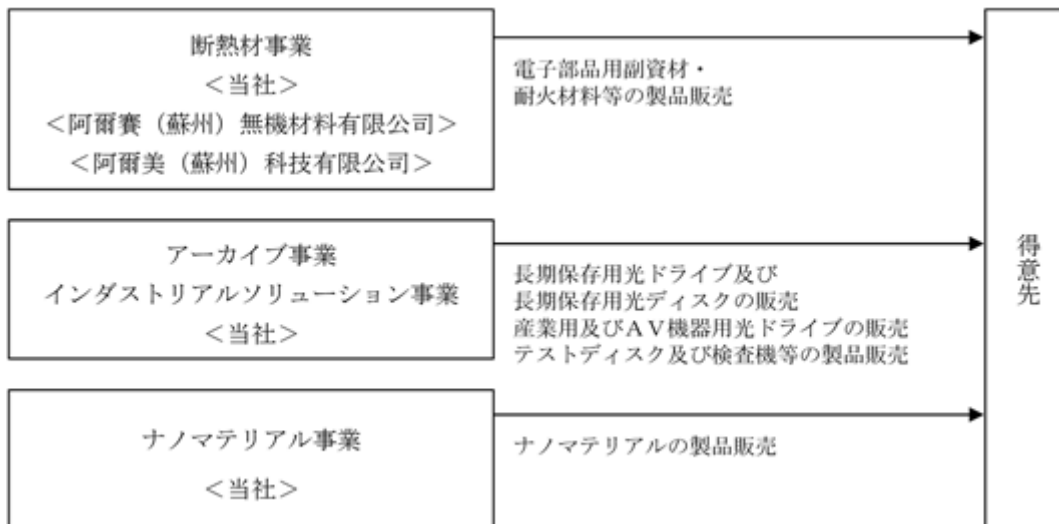 断熱材事業
＜当社＞
＜阿爾賽（蘇州）無機材料有限公司＞
＜阿爾美（蘇州）科技有限公司＞
電子部品用副資材・
耐火材料等の製品販売
アーカイブ事業
インダストリアルソリューション事業
＜当社＞
長期保存用光ドライブ及び
長期保存用光ディスクの販売
産業用及びＡＶ機器用光ドライブの販売
テストディスク及び検査機等の製品販売
ナノマテリアル事業
＜当社＞
ナノマテリアルの製品販売
得意先